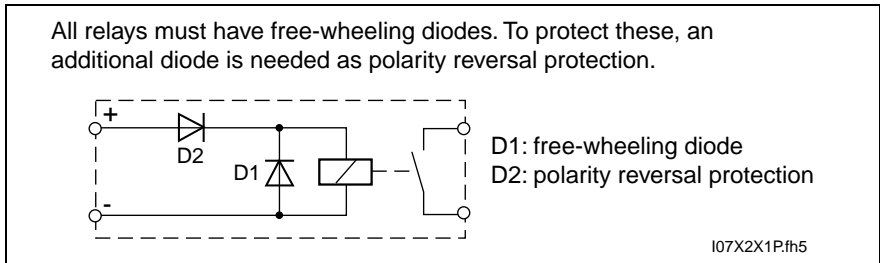 All relays must have free-wheeling diodes. To protect these, an
additional diode is needed as polarity reversal protection.
+
D2
D1
-
D1: free-wheeling diode
D2: polarity reversal protection
I07X2X1P.fh5